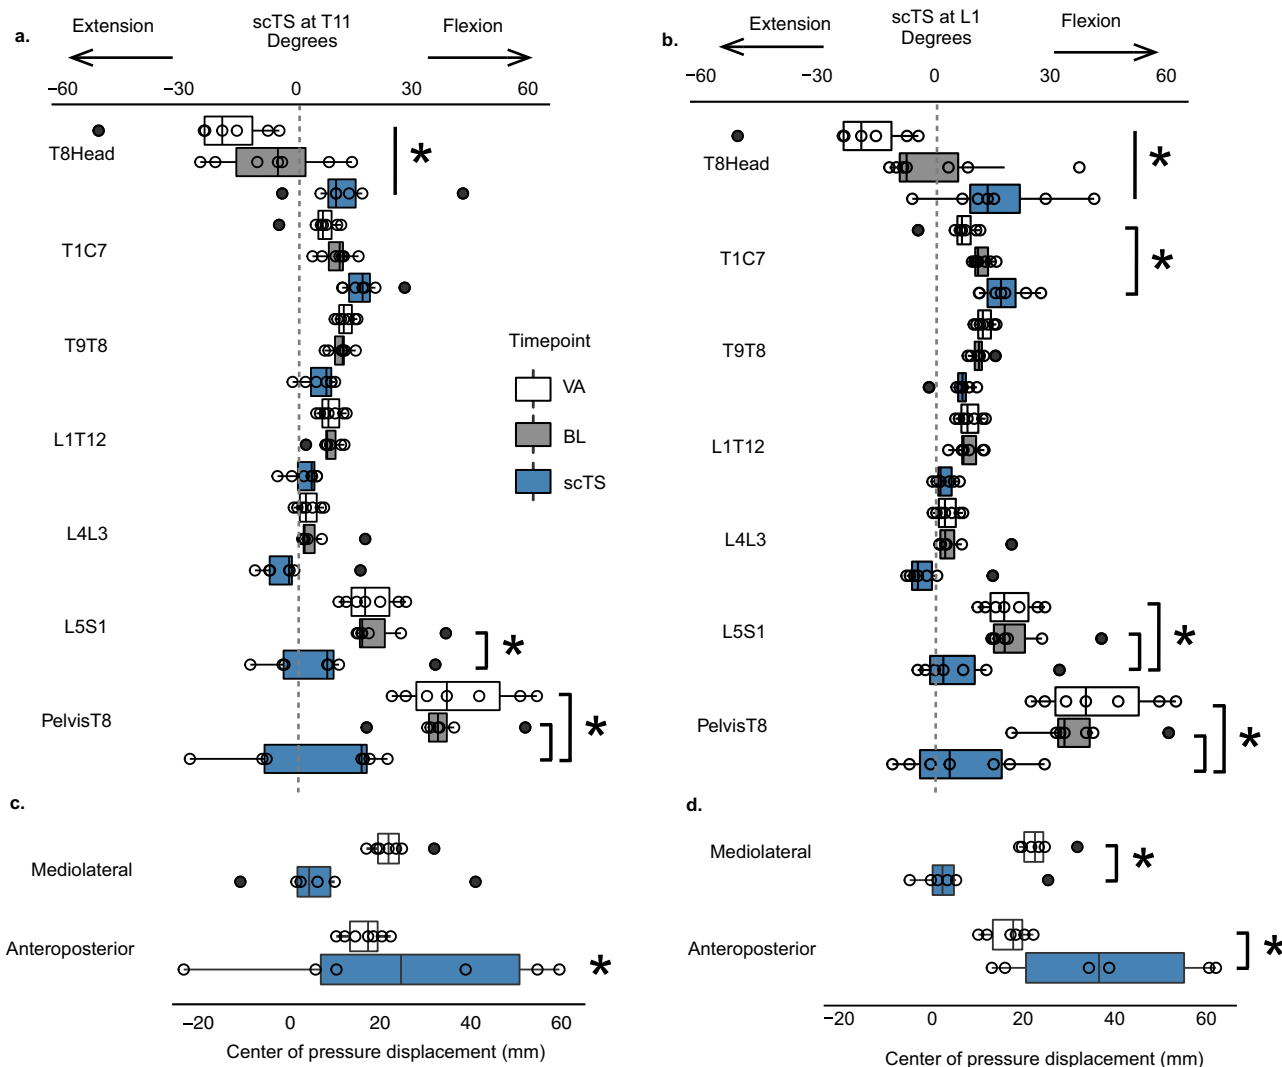 a.
Extension
scTS at T11
Degrees
Flexion
−60
−30
0
30
60
T8Head
*
T1C7
T9T8
L1T12
L4L3
L5S1
*
PelvisT8
*
Timepoint
VA
BL
scTS
b.
Extension
scTS at L1
Degrees
Flexion
−60
−30
0
30
60
T8Head
*
T1C7
*
T9T8
L1T12
L4L3
L5S1
*
PelvisT8
*
c.
Mediolateral
Anteroposterior
*
−20
0
20
40
60
Center of pressure displacement (mm)
d.
Mediolateral
*
Anteroposterior
*
−20
0
20
40
60
Center of pressure displacement (mm)